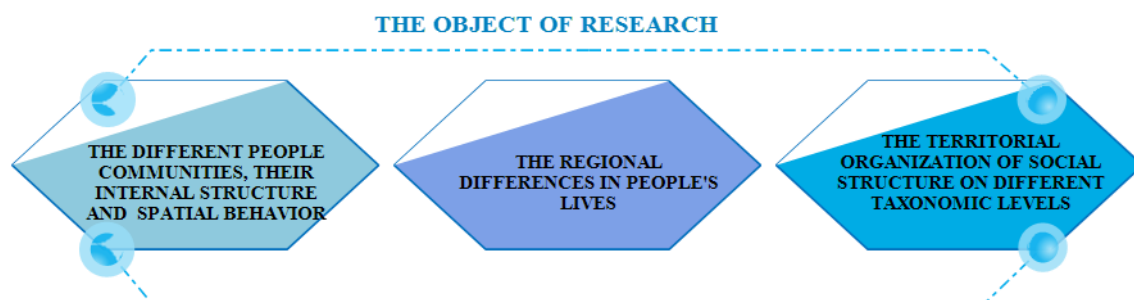 THE OBJECT OF RESEARCH
THE DIFFERENT PEOPLE
COMMUNITIES, THEIR
INTERNAL STRUCTURE
AND SPATIAL BEHAVIOR
THE REGIONAL
DIFFERENCES IN PEOPLE'S
LIVES
THE TERRITORIAL
ORGANIZATION OF SOCIAL
STRUCTURE ON DIFFERENT
TAXONOMIC LEVELS